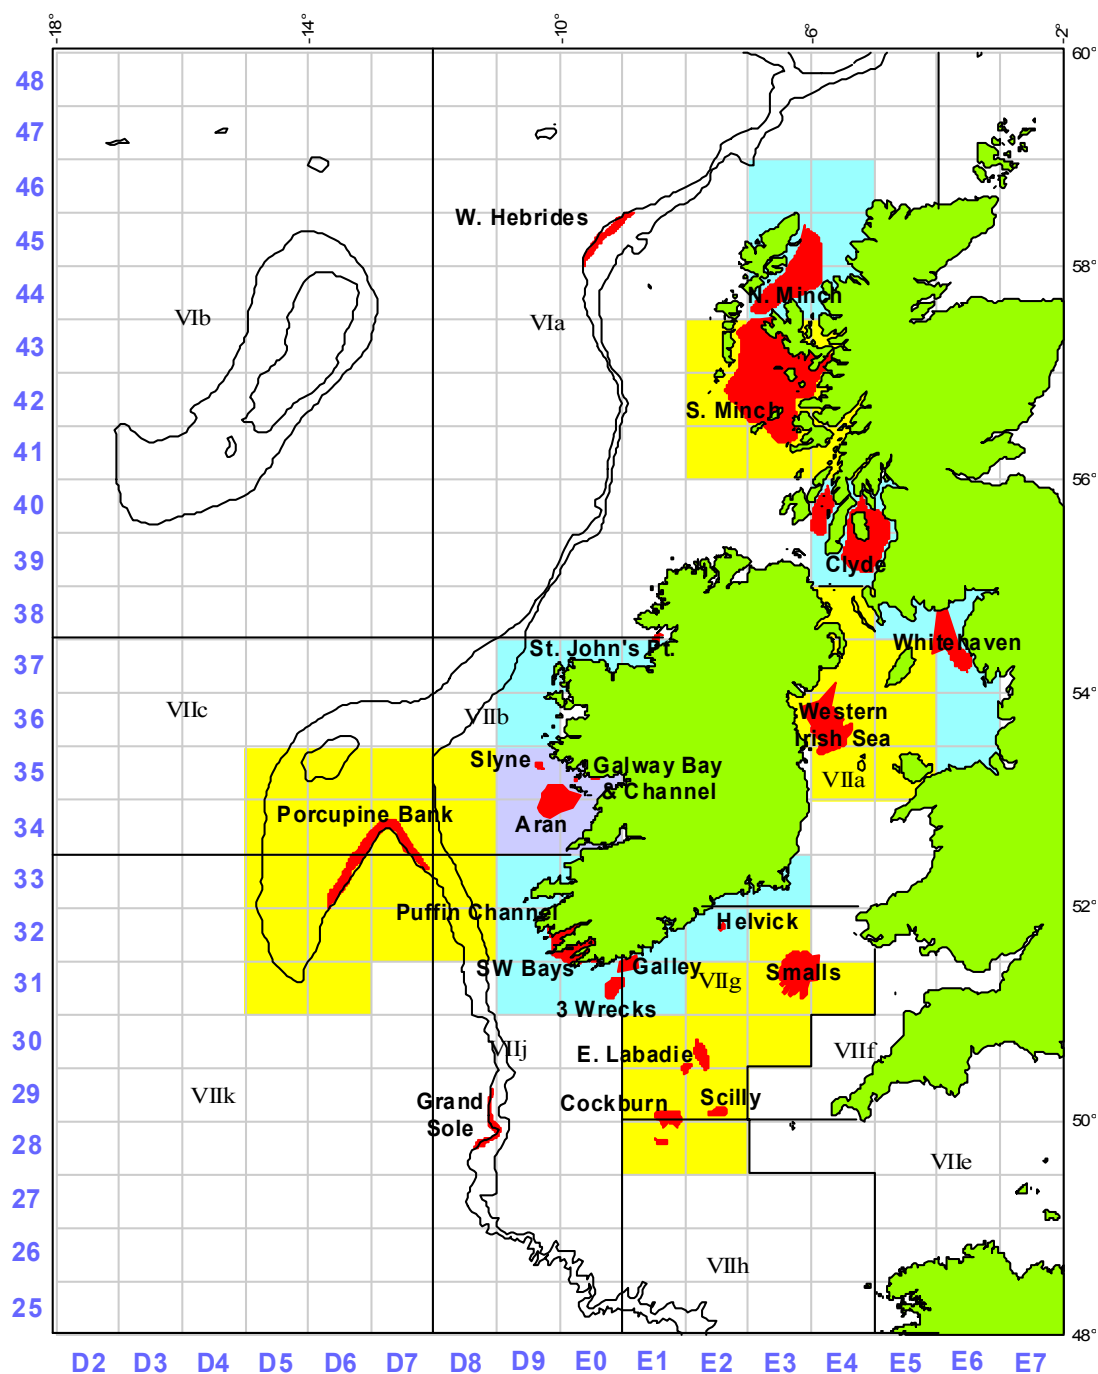 -18°
-14°
-10°
-6°
-2°
60°
48
47
46
W. Hebrides
45
58°
44
N. Minch
VIb
VIa
43
42
S. Minch
41
56°
40
39
Clyde
38
Whitehaven
St. John's Pt.
37
54°
36
VIIc
VIIb
Western
Irish Sea
35
Slyne
Galway Bay
& Channel
VIIa
34
Porcupine Bank
Aran
33
52°
32
Puffin Channel
Helvick
31
SW Bays
Galley
VIIg
Smalls
3 Wrecks
30
VIIj
E. Labadie
VIIf
29
VIIk
Grand
Sole
Cockburn
Scilly
50°
28
VIIe
27
26
VIIh
25
48°
D2 D3 D4 D5 D6 D7 D8 D9 E0 E1 E2 E3 E4 E5 E6 E7